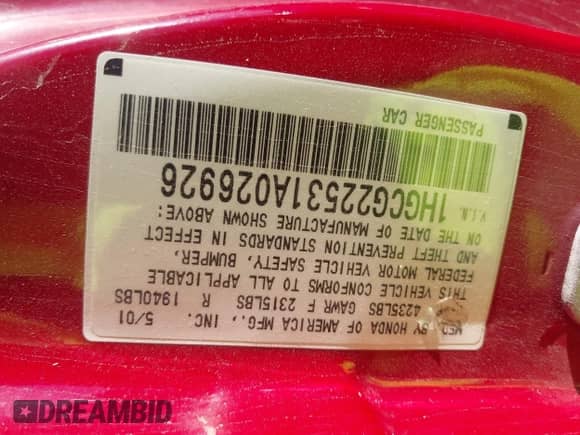 MFD. BY HONDA OF AMERICA MFG., INC. 5/01
4235LBS GAWR F 2315LBS R 1940LBS
THIS VEHICLE CONFORMS TO ALL APPLICABLE
FEDERAL MOTOR VEHICLE SAFETY, BUMPER,
AND THEFT PREVENTION STANDARDS IN EFFECT
ON THE DATE OF MANUFACTURE SHOWN ABOVE:
V.I.N. 1HGCG22531A026926
PASSENGER CAR
DREAMBID